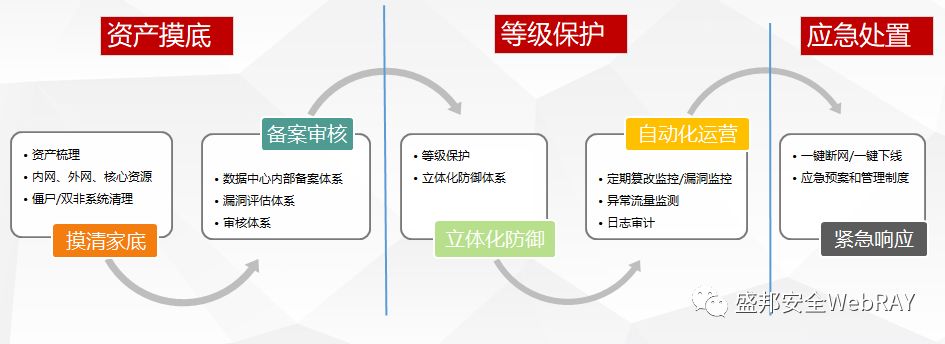 资产摸底
等级保护
应急处置
• 资产梳理
• 内网、外网、核心资源
• 僵尸/双非系统清理
摸清家底
备案审核
• 数据中心内部备案体系
• 漏洞评估体系
• 审核体系
• 等级保护
• 立体化防御体系
立体化防御
自动化运营
• 定期篡改监控/漏洞监控
• 异常流量监测
• 日志审计
• 一键断网/一键下线
• 应急预案和管理制度
紧急响应
盛邦安全WebRAY